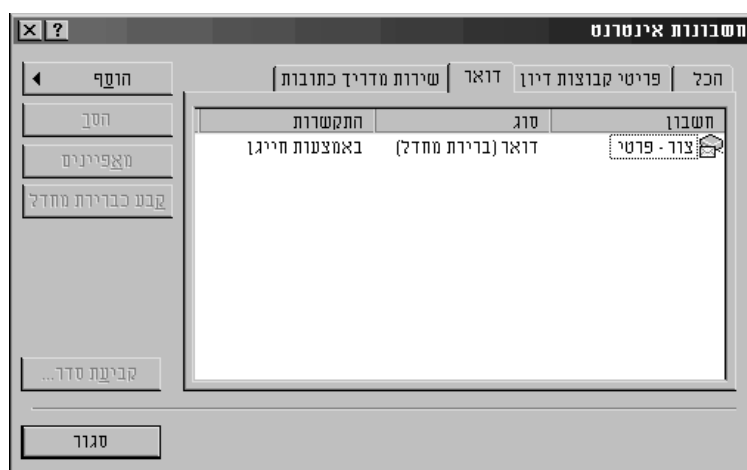 חשבונות אינטרנט
הכל
פריטי קבוצות דיון
דואר
שירות מדריך כתובות
חשבון
סוג
התקשרות
צור - פרטי
דואר (ברירת מחדל)
באמצעות חייגן
הוסף
הסר
מאפיינים
קבע כברירת מחדל
קביעת סדר...
סגור